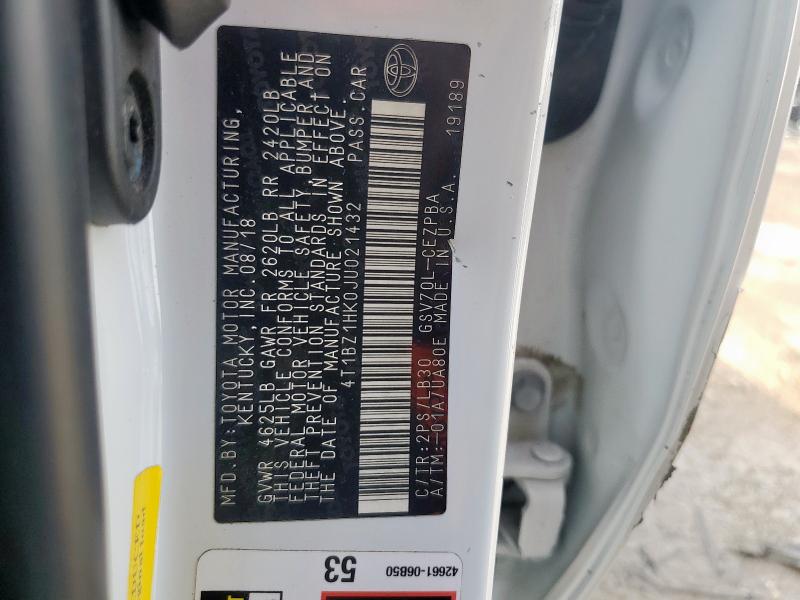 MFD.BY:TOYOTA MOTOR MANUFACTURING,
KENTUCKY, INC. 08/18
GVWR 4625LB GAWR FR 2620LB RR 2420LB
THIS VEHICLE CONFORMS TO ALL APPLICABLE
FEDERAL MOTOR VEHICLE SAFETY, BUMPER AND
THEFT PREVENTION STANDARDS IN EFFECT ON
THE DATE OF MANUFACTURE SHOWN ABOVE.
4T1BZ1HK0JU021432 PASS.CAR
C/TR:2PS/LB30 GSV70L-CEZPBA
A/TM:-01A/UA80E MADE IN U.S.A. 19189
53
42661-06B50